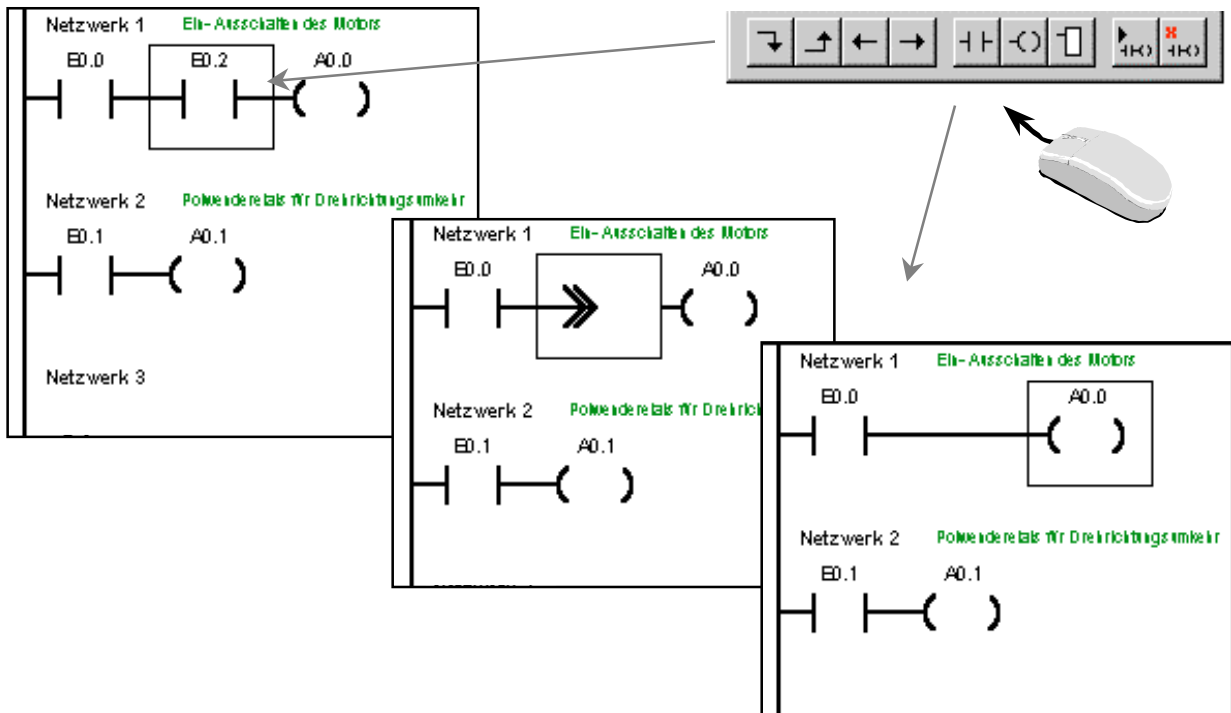 Netzwerk 1 Ein- Ausschalten des Motors
E0.0 E0.2 A0.0
Netzwerk 2 Polwenderelais für Drehrichtungsumkehr
E0.1 A0.1
Netzwerk 3
Netzwerk 1 Ein- Ausschalten des Motors
E0.0 A0.0
Netzwerk 2 Polwenderelais für Drehrich
E0.1 A0.1
Netzwerk 1 Ein- Ausschalten des Motors
E0.0 A0.0
Netzwerk 2 Polwenderelais für Drehrichtungsumkehr
E0.1 A0.1